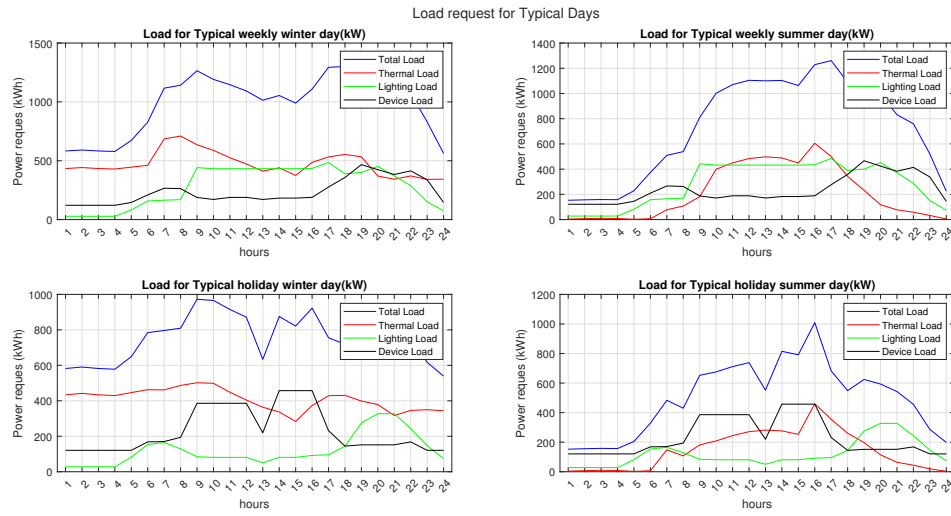 Load request for Typical Days
Load for Typical weekly winter day(kW)
Power reques (kWh)
1500
1000
500
0
Total Load
Thermal Load
Lighting Load
Device Load
1 2 3 4 5 6 7 8 9 10 11 12 13 14 15 16 17 18 19 20 21 22 23 24
hours
Load for Typical weekly summer day(kW)
Power reques (kWh)
1400
1200
1000
800
600
400
200
0
Total Load
Thermal Load
Lighting Load
Device Load
1 2 3 4 5 6 7 8 9 10 11 12 13 14 15 16 17 18 19 20 21 22 23 24
hours
Load for Typical holiday winter day(kW)
Power reques (kWh)
1000
800
600
400
200
0
Total Load
Thermal Load
Lighting Load
Device Load
1 2 3 4 5 6 7 8 9 10 11 12 13 14 15 16 17 18 19 20 21 22 23 24
hours
Load for Typical holiday summer day(kW)
Power reques (kWh)
1200
1000
800
600
400
200
0
Total Load
Thermal Load
Lighting Load
Device Load
1 2 3 4 5 6 7 8 9 10 11 12 13 14 15 16 17 18 19 20 21 22 23 24
hours